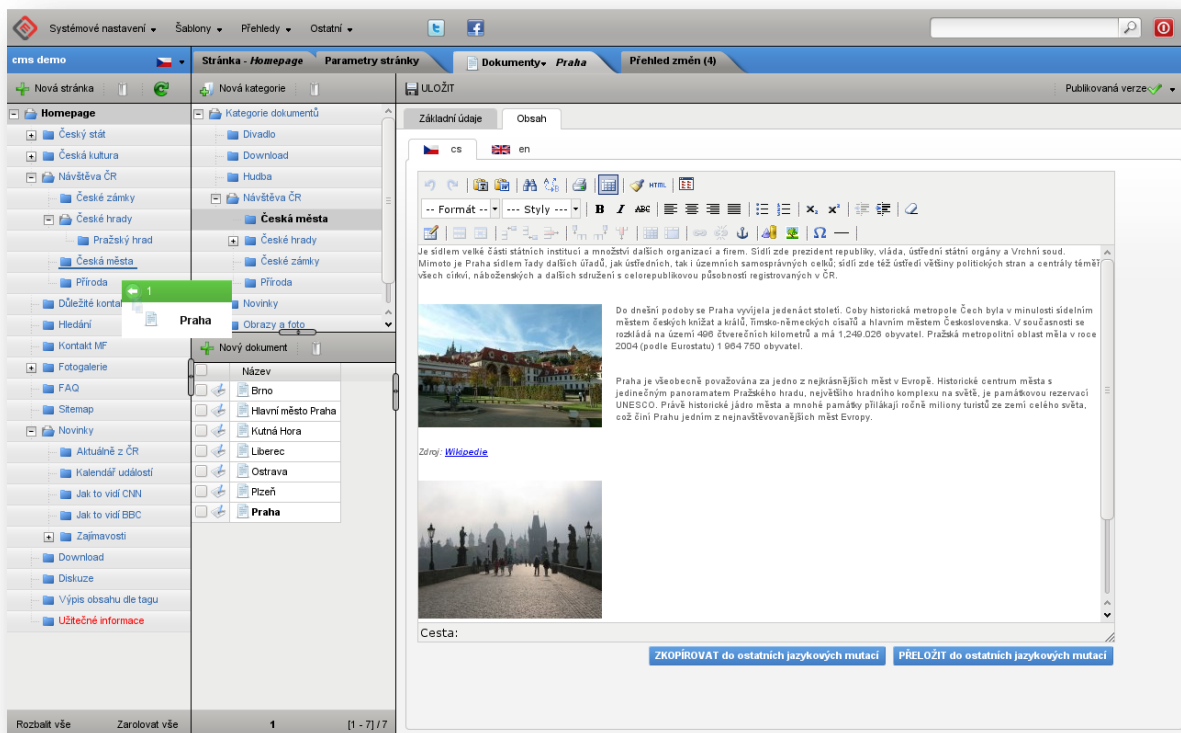 Systémové nastavení
Šablony
Přehledy
Ostatní
cms demo
Stránka - Homepage
Parametry stránky
Dokumenty
Praha
Přehled změn (4)
Nová stránka
Nová kategorie
ULOŽIT
Publikovaná verze
Homepage
Český stát
Česká kultura
Návštěva ČR
České zámky
České hrady
Pražský hrad
Česká města
Příroda
Důležité kontak
Hledání
Kontakt MF
Fotogalerie
FAQ
Sitemap
Novinky
Aktuálně z ČR
Kalendář událostí
Jak to vidí CNN
Jak to vidí BBC
Zajímavosti
Download
Diskuze
Výpis obsahu dle tagu
Užitečné informace
Rozbalit vše
Zarolovat vše
1
Praha
Kategorie dokumentů
Divadlo
Download
Hudba
Návštěva ČR
Česká města
České hrady
České zámky
Příroda
Novinky
Obrazy a foto
Nový dokument
Název
Brno
Hlavní město Praha
Kutná Hora
Liberec
Ostrava
Plzeň
Praha
1
[1 - 7] / 7
Základní údaje
Obsah
cs
en
HTML
-- Formát --
--- Styly ---
B I ABC
Je sídlem velké části státních institucí a množství dalších organizací a firem. Sídlí zde prezident republiky, vláda, ústřední státní orgány a Vrchní soud.
Mimoto je Praha sídlem řady dalších úřadů, jak ústředních, tak i územních samosprávných celků; sídlí zde též ústředí většiny politických stran a centrály téměř
všech církví, náboženských a dalších sdružení s celorepublikovou působností registrovaných v ČR.
Do dnešní podoby se Praha vyvíjela jedenáct století. Coby historická metropole Čech byla v minulosti sídelním
městem českých knížat a králů, římsko-německých císařů a hlavním městem Československa. V současnosti se
rozkládá na území 496 čtverečních kilometrů a má 1,249.026 obyvatel. Pražská metropolitní oblast měla v roce
2004 (podle Eurostatu) 1 964 750 obyvatel.
Praha je všeobecně považována za jedno z nejkrásnějších měst v Evropě. Historické centrum města s
jedinečným panoramatem Pražského hradu, největšího hradního komplexu na světě, je památkovou rezervací
UNESCO. Právě historické jádro města a mnohé památky přilákají ročně miliony turistů ze zemí celého světa,
což činí Prahu jedním z nejnavštěvovanějších měst Evropy.
Zdroj: Wikipedie
Cesta:
ZKOPÍROVAT do ostatních jazykových mutací
PŘELOŽIT do ostatních jazykových mutací